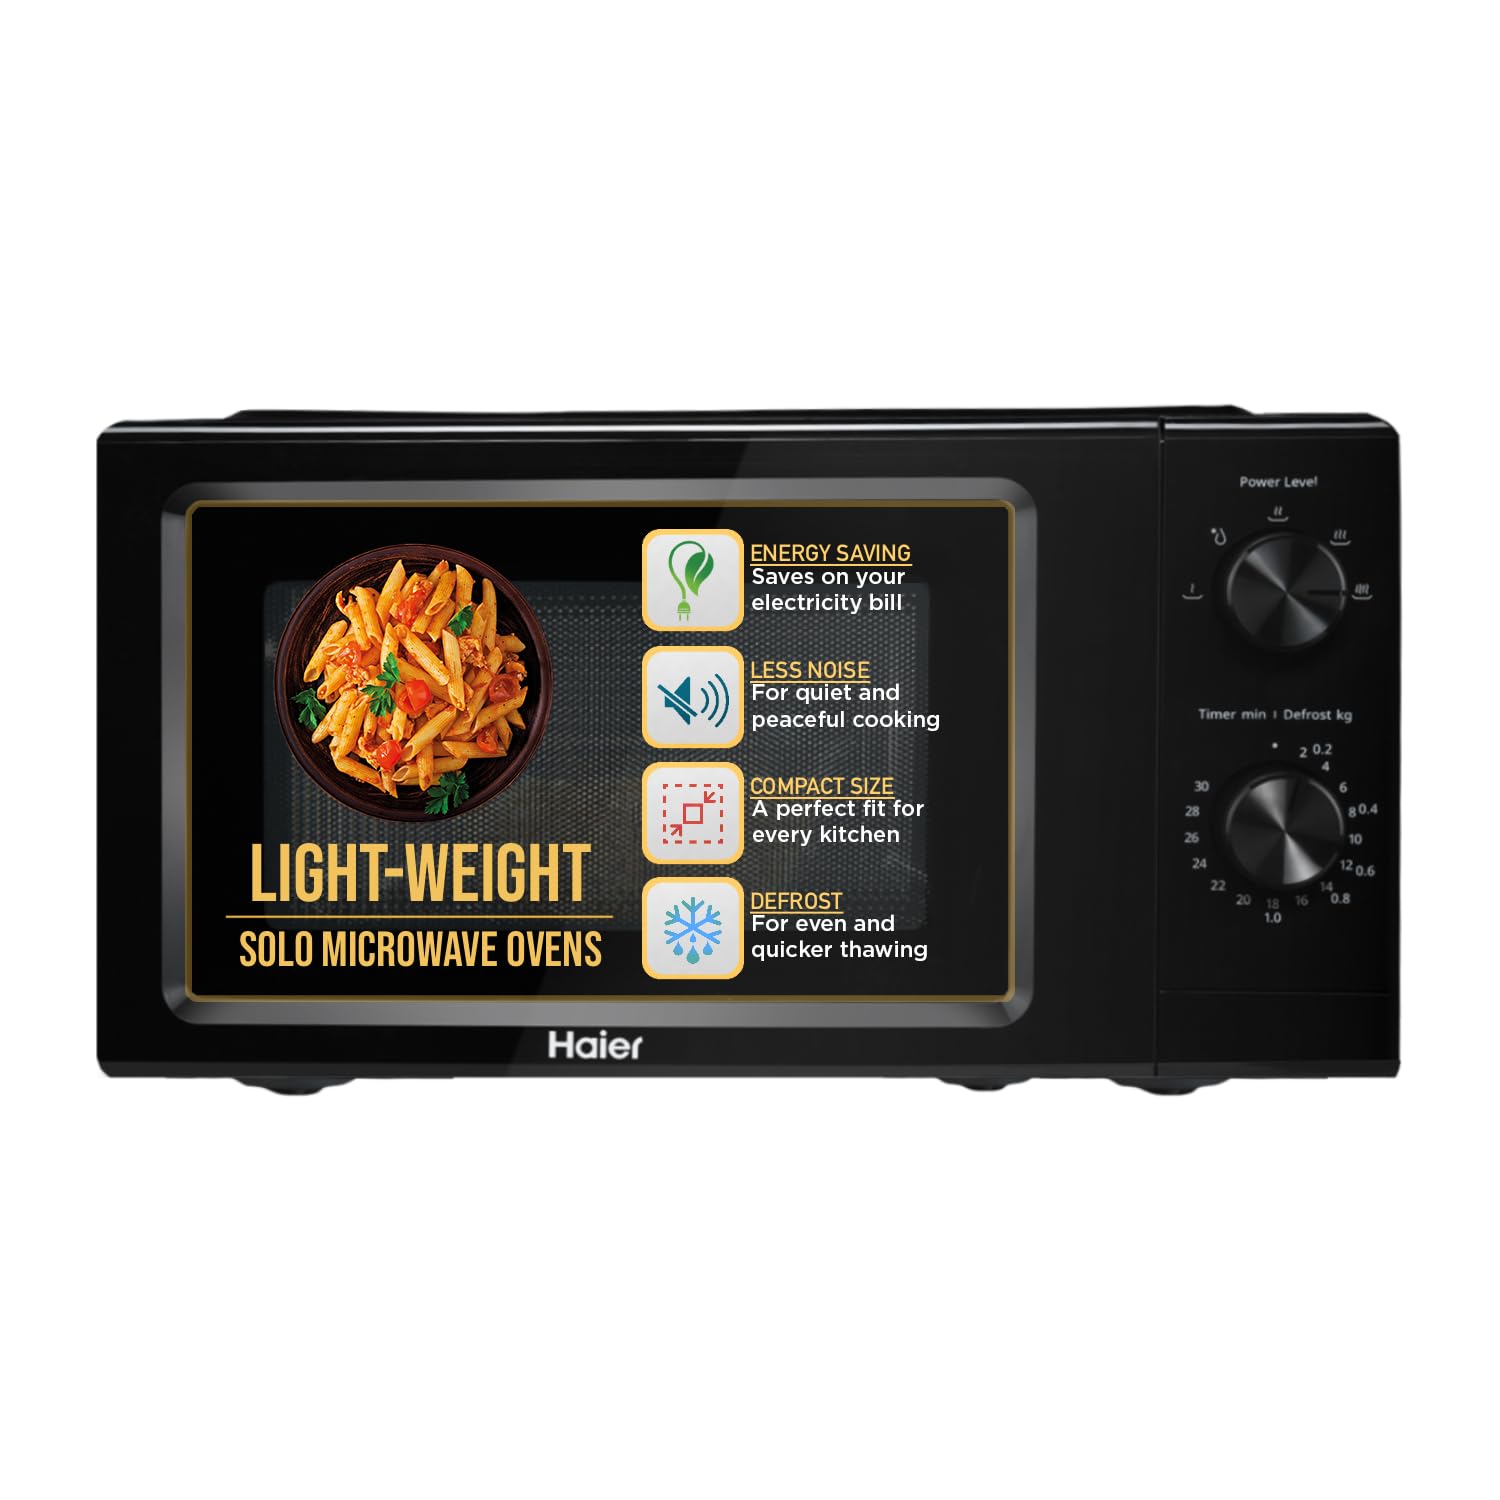 LIGHT-WEIGHT
SOLO MICROWAVE OVENS
ENERGY SAVING
Saves on your
electricity bill
LESS NOISE
For quiet and
peaceful cooking
COMPACT SIZE
A perfect fit for
every kitchen
DEFROST
For even and
quicker thawing
Haier
Power Level
Timer min | Defrost kg
2 0.2
4
6
8 0.4
10
12 0.6
14
0.8
16
18
1.0
20
22
24
26
28
30